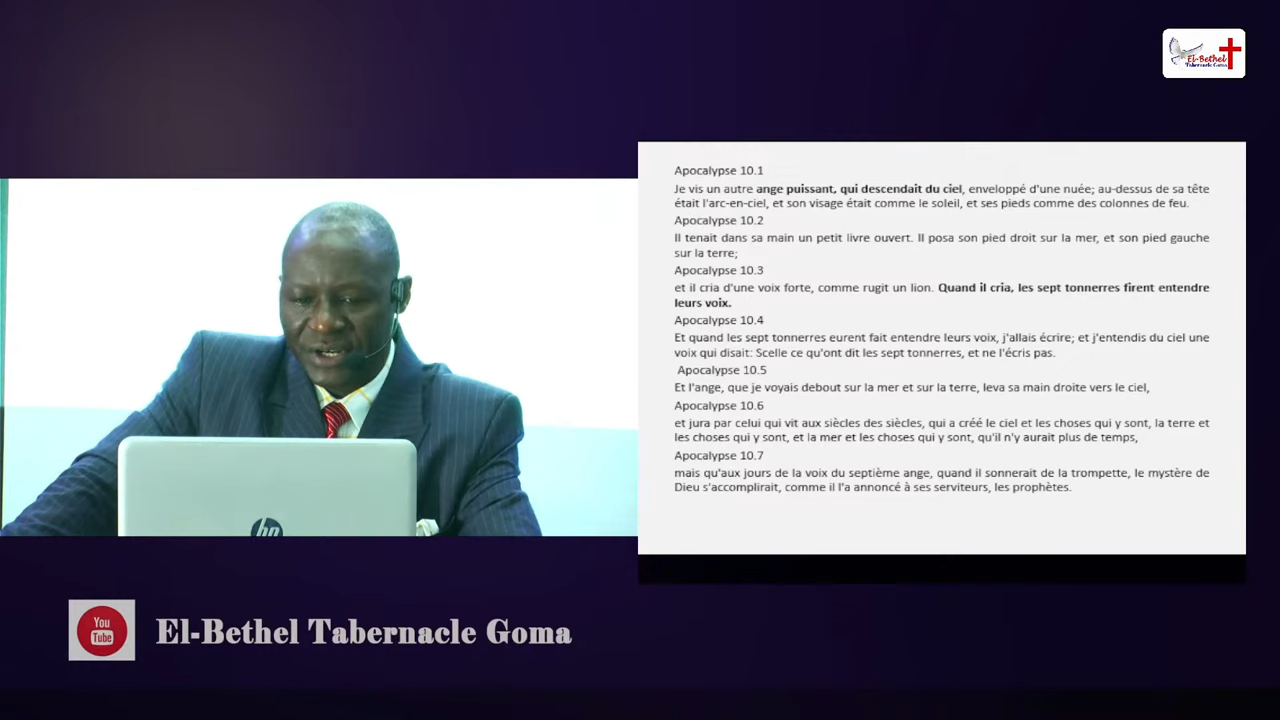 El-Bethel
Tabernacle Goma
Apocalypse 10.1
Je vis un autre ange puissant, qui descendait du ciel, enveloppé d'une nuée; au-dessus de sa tête
était l'arc-en-ciel, et son visage était comme le soleil, et ses pieds comme des colonnes de feu.
Apocalypse 10.2
Il tenait dans sa main un petit livre ouvert. Il posa son pied droit sur la mer, et son pied gauche
sur la terre;
Apocalypse 10.3
et il cria d'une voix forte, comme rugit un lion. Quand il cria, les sept tonnerres firent entendre
leurs voix.
Apocalypse 10.4
Et quand les sept tonnerres eurent fait entendre leurs voix, j'allais écrire; et j'entendis du ciel une
voix qui disait: Scelle ce qu'ont dit les sept tonnerres, et ne l'écris pas.
Apocalypse 10.5
Et l'ange, que je voyais debout sur la mer et sur la terre, leva sa main droite vers le ciel,
Apocalypse 10.6
et jura par celui qui vit aux siècles des siècles, qui a créé le ciel et les choses qui y sont, la terre et
les choses qui y sont, et la mer et les choses qui y sont, qu'il n'y aurait plus de temps,
Apocalypse 10.7
mais qu'aux jours de la voix du septième ange, quand il sonnerait de la trompette, le mystère de
Dieu s'accomplirait, comme il l'a annoncé à ses serviteurs, les prophètes.
hp
You
Tube
El-Bethel Tabernacle Goma